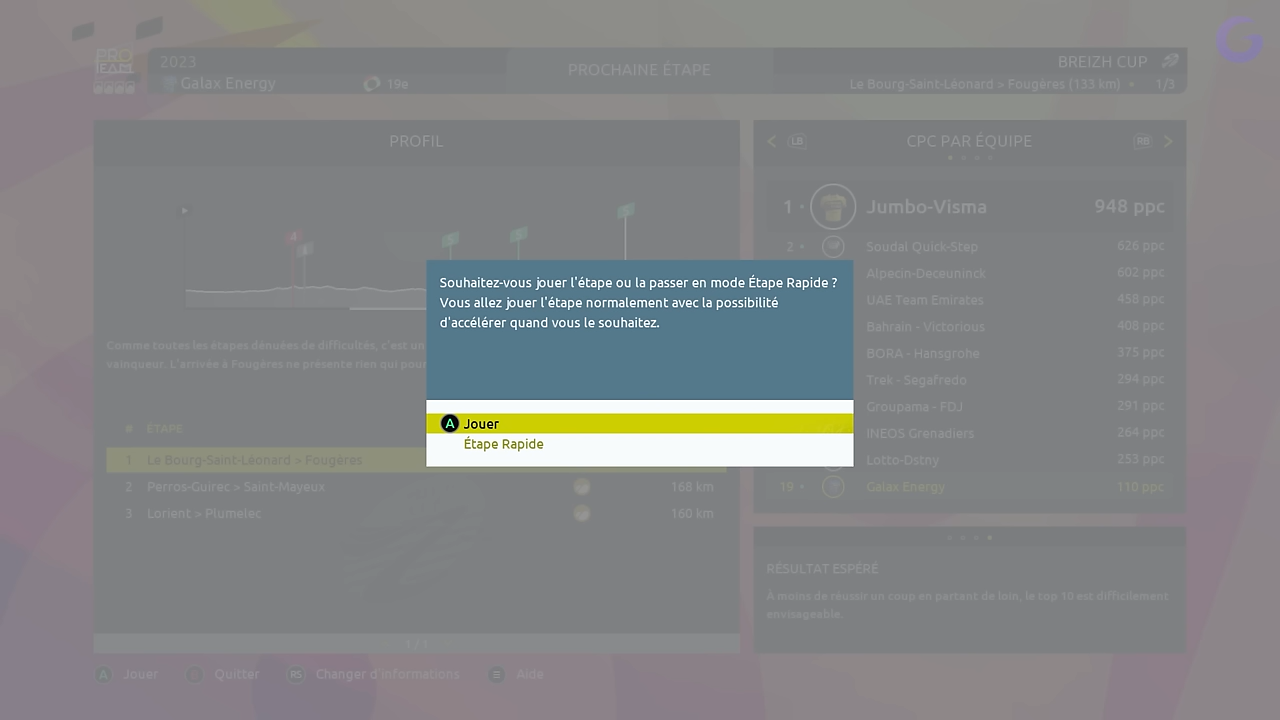 PRO
TEAM
2023
PROCHAINE ÉTAPE
BREIZH CUP
Galax Energy
19e
Le Bourg-Saint-Léonard > Fougères (133 km) • 1/3
PROFIL
LB
CPC PAR ÉQUIPE
RB
1 • Jumbo-Visma 948 ppc
2 • Soudal Quick-Step 626 ppc
Alpecin-Deceuninck 602 ppc
UAE Team Emirates 458 ppc
Bahrain - Victorious 408 ppc
BORA - Hansgrohe 375 ppc
Trek - Segafredo 294 ppc
Groupama - FDJ 291 ppc
INEOS Grenadiers 264 ppc
Lotto-Dstny 253 ppc
19 • Galax Energy 110 ppc
S
S
S
Souhaitez-vous jouer l'étape ou la passer en mode Étape Rapide ?
Vous allez jouer l'étape normalement avec la possibilité
d'accélérer quand vous le souhaitez.
A Jouer
Étape Rapide
Comme toutes les étapes dénuées de difficultés, c'est un
vainqueur. L'arrivée à Fougères ne présente rien qui pour
# ÉTAPE
1 Le Bourg-Saint-Léonard > Fougères
2 Perros-Guirec > Saint-Mayeux 168 km
3 Lorient > Plumelec 160 km
1 / 1
RÉSULTAT ESPÉRÉ
À moins de réussir un coup en partant de loin, le top 10 est difficilement
envisageable.
A Jouer
Quitter
RS Changer d'informations
Aide